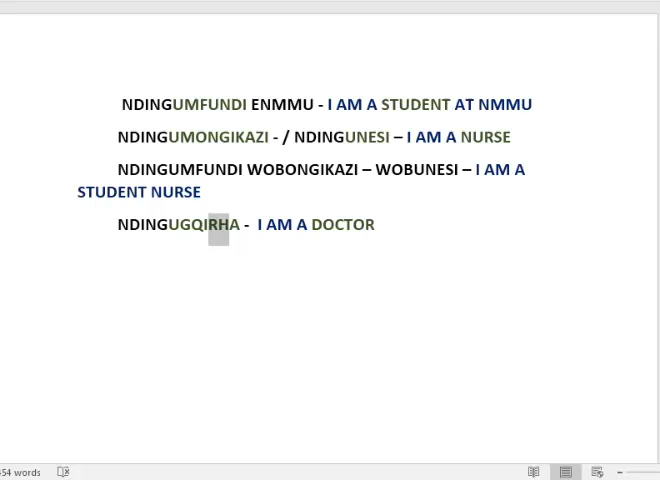 NDINGUMFUNDI ENMMU - I AM A STUDENT AT NMMU
NDINGUMONGIKAZI - / NDINGUNESI – I AM A NURSE
NDINGUMFUNDI WOBONGIKAZI – WOBUNESI – I AM A
STUDENT NURSE
NDINGUGQIRHA - I AM A DOCTOR
words